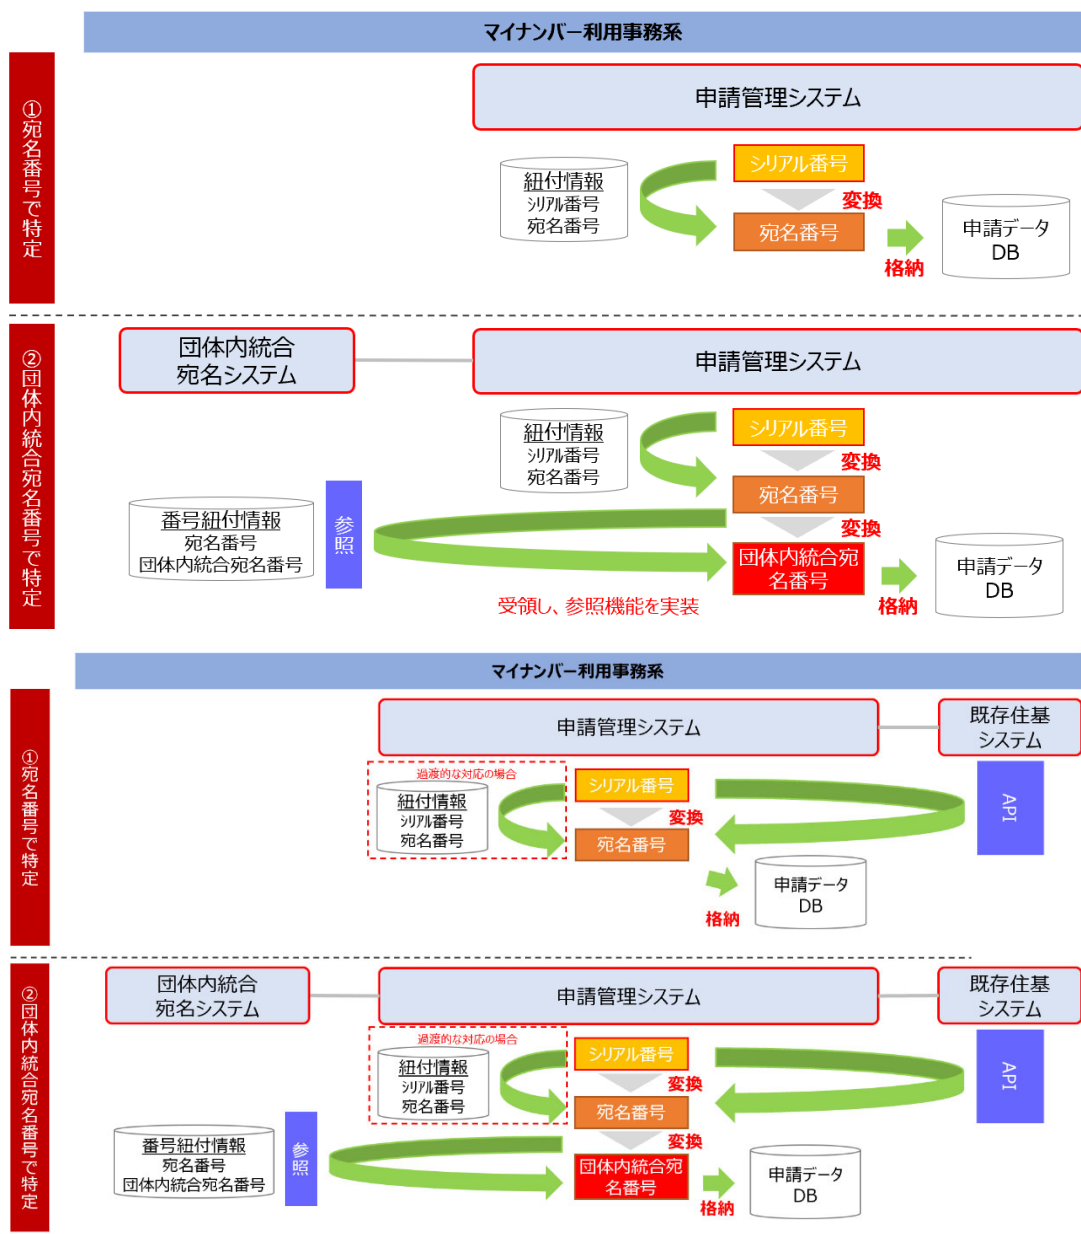 マイナンバー利用事務系
①宛名番号で特定
申請管理システム
紐付情報
シリアル番号
宛名番号
シリアル番号
変換
宛名番号
格納
申請データ
DB
②団体内統合宛名番号で特定
団体内統合
宛名システム
申請管理システム
紐付情報
シリアル番号
宛名番号
シリアル番号
変換
宛名番号
変換
団体内統合宛
名番号
番号紐付情報
宛名番号
団体内統合宛名番号
参照
受領し、参照機能を実装
格納
申請データ
DB
マイナンバー利用事務系
①宛名番号で特定
申請管理システム
既存住基
システム
過渡的な対応の場合
紐付情報
シリアル番号
宛名番号
シリアル番号
変換
宛名番号
API
格納
申請データ
DB
②団体内統合宛名番号で特定
団体内統合
宛名システム
申請管理システム
既存住基
システム
過渡的な対応の場合
紐付情報
シリアル番号
宛名番号
シリアル番号
変換
宛名番号
変換
団体内統合宛
名番号
API
番号紐付情報
宛名番号
団体内統合宛名番号
参照
格納
申請データ
DB